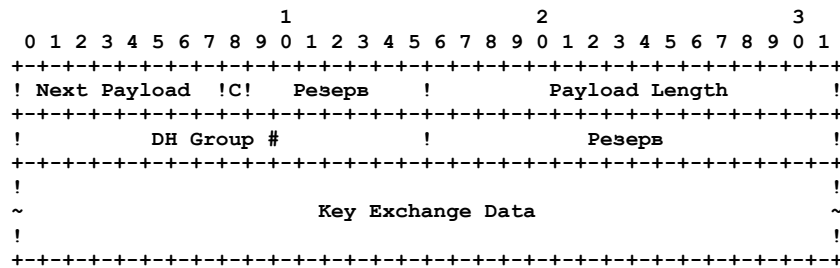 1                   2                   3
 0 1 2 3 4 5 6 7 8 9 0 1 2 3 4 5 6 7 8 9 0 1 2 3 4 5 6 7 8 9 0 1
+-+-+-+-+-+-+-+-+-+-+-+-+-+-+-+-+-+-+-+-+-+-+-+-+-+-+-+-+-+-+-+-+
! Next Payload  !C!   Резерв    !         Payload Length        !
+-+-+-+-+-+-+-+-+-+-+-+-+-+-+-+-+-+-+-+-+-+-+-+-+-+-+-+-+-+-+-+-+
!          DH Group #           !            Резерв             !
+-+-+-+-+-+-+-+-+-+-+-+-+-+-+-+-+-+-+-+-+-+-+-+-+-+-+-+-+-+-+-+-+
!                                                               !
~                       Key Exchange Data                       ~
!                                                               !
+-+-+-+-+-+-+-+-+-+-+-+-+-+-+-+-+-+-+-+-+-+-+-+-+-+-+-+-+-+-+-+-+